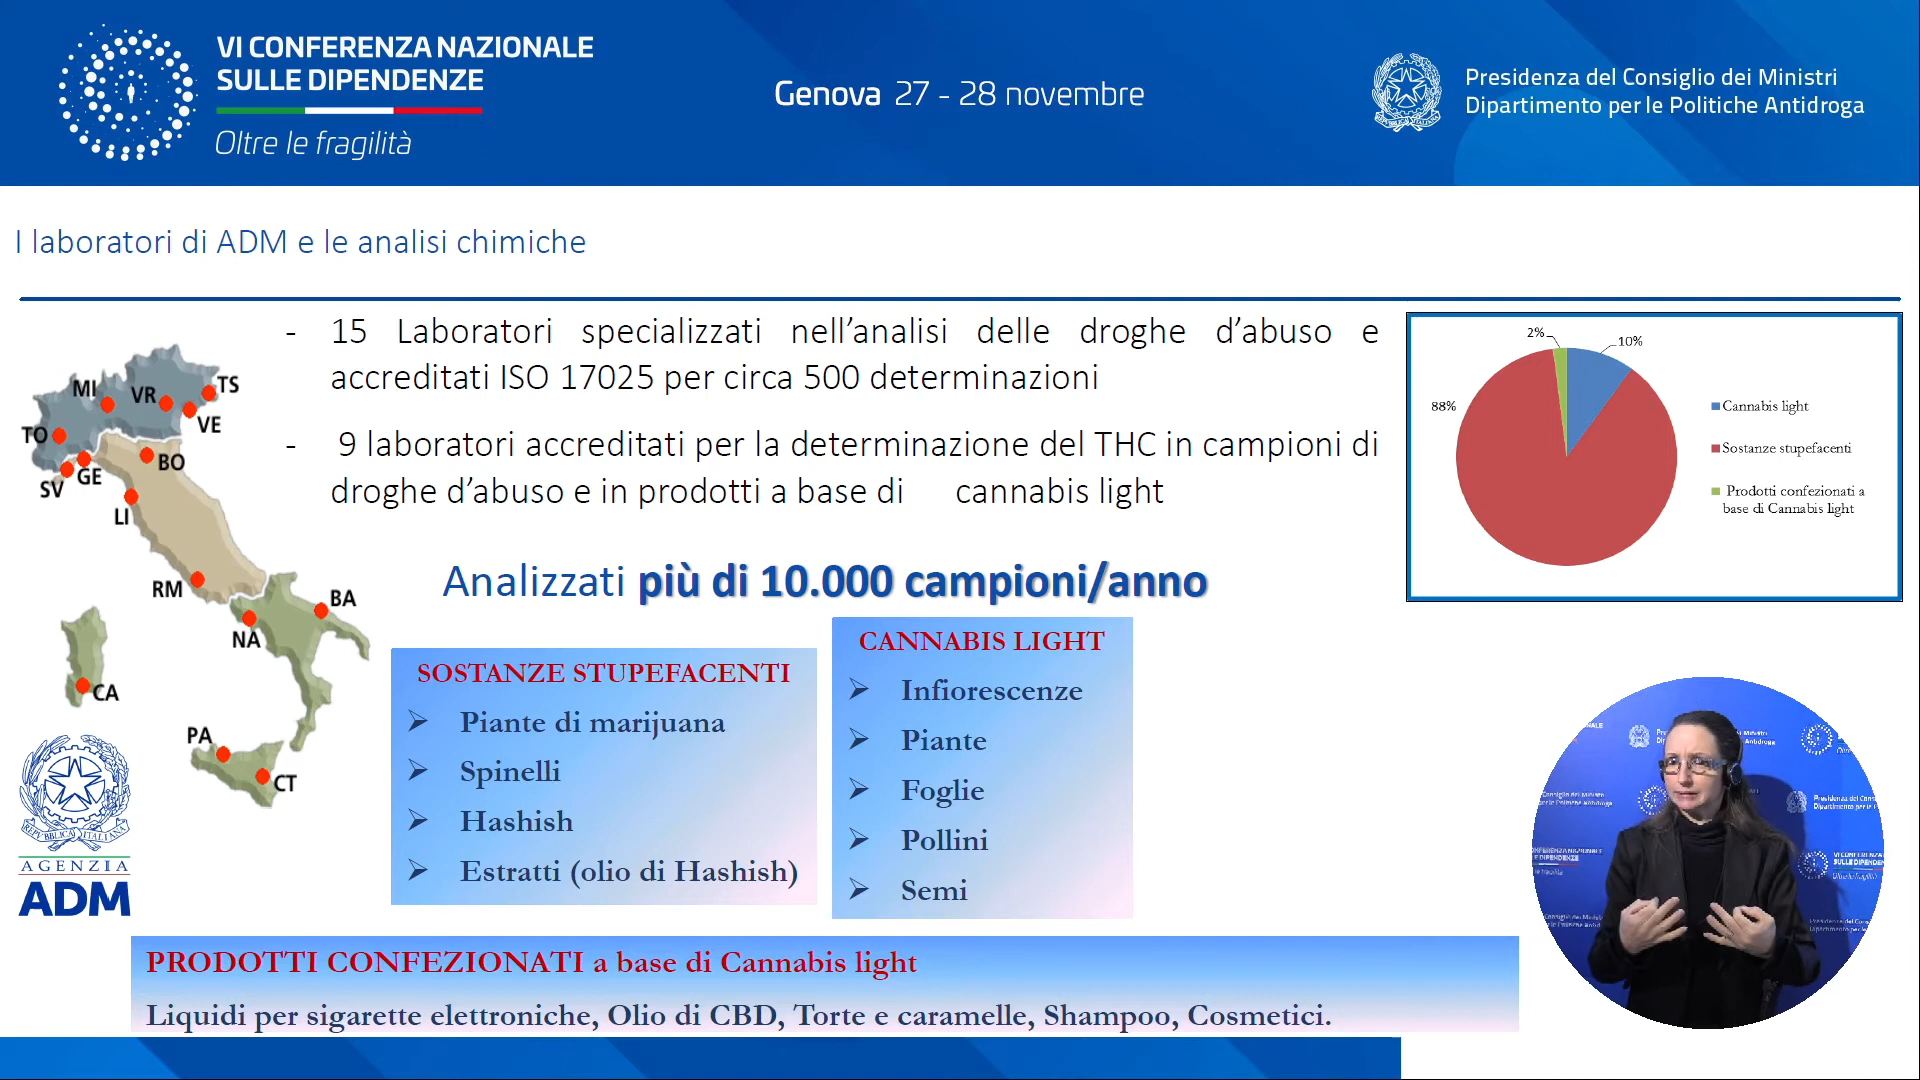 VI CONFERENZA NAZIONALE
SULLE DIPENDENZE
Oltre le fragilità
Genova 27 - 28 novembre
Presidenza del Consiglio dei Ministri
Dipartimento per le Politiche Antidroga
I laboratori di ADM e le analisi chimiche
- 15 Laboratori specializzati nell’analisi delle droghe d’abuso e
accreditati ISO 17025 per circa 500 determinazioni
- 9 laboratori accreditati per la determinazione del THC in campioni di
droghe d’abuso e in prodotti a base di cannabis light
Analizzati più di 10.000 campioni/anno
MI
VR
TS
VE
TO
BO
SV
GE
LI
RM
BA
NA
CA
PA
CT
2%
10%
88%
Cannabis light
Sostanze stupefacenti
Prodotti confezionati a
base di Cannabis light
SOSTANZE STUPEFACENTI
Piante di marijuana
Spinelli
Hashish
Estratti (olio di Hashish)
CANNABIS LIGHT
Infiorescenze
Piante
Foglie
Pollini
Semi
REPVBBLICA ITALIANA
AGENZIA
ADM
PRODOTTI CONFEZIONATI a base di Cannabis light
Liquidi per sigarette elettroniche, Olio di CBD, Torte e caramelle, Shampoo, Cosmetici.